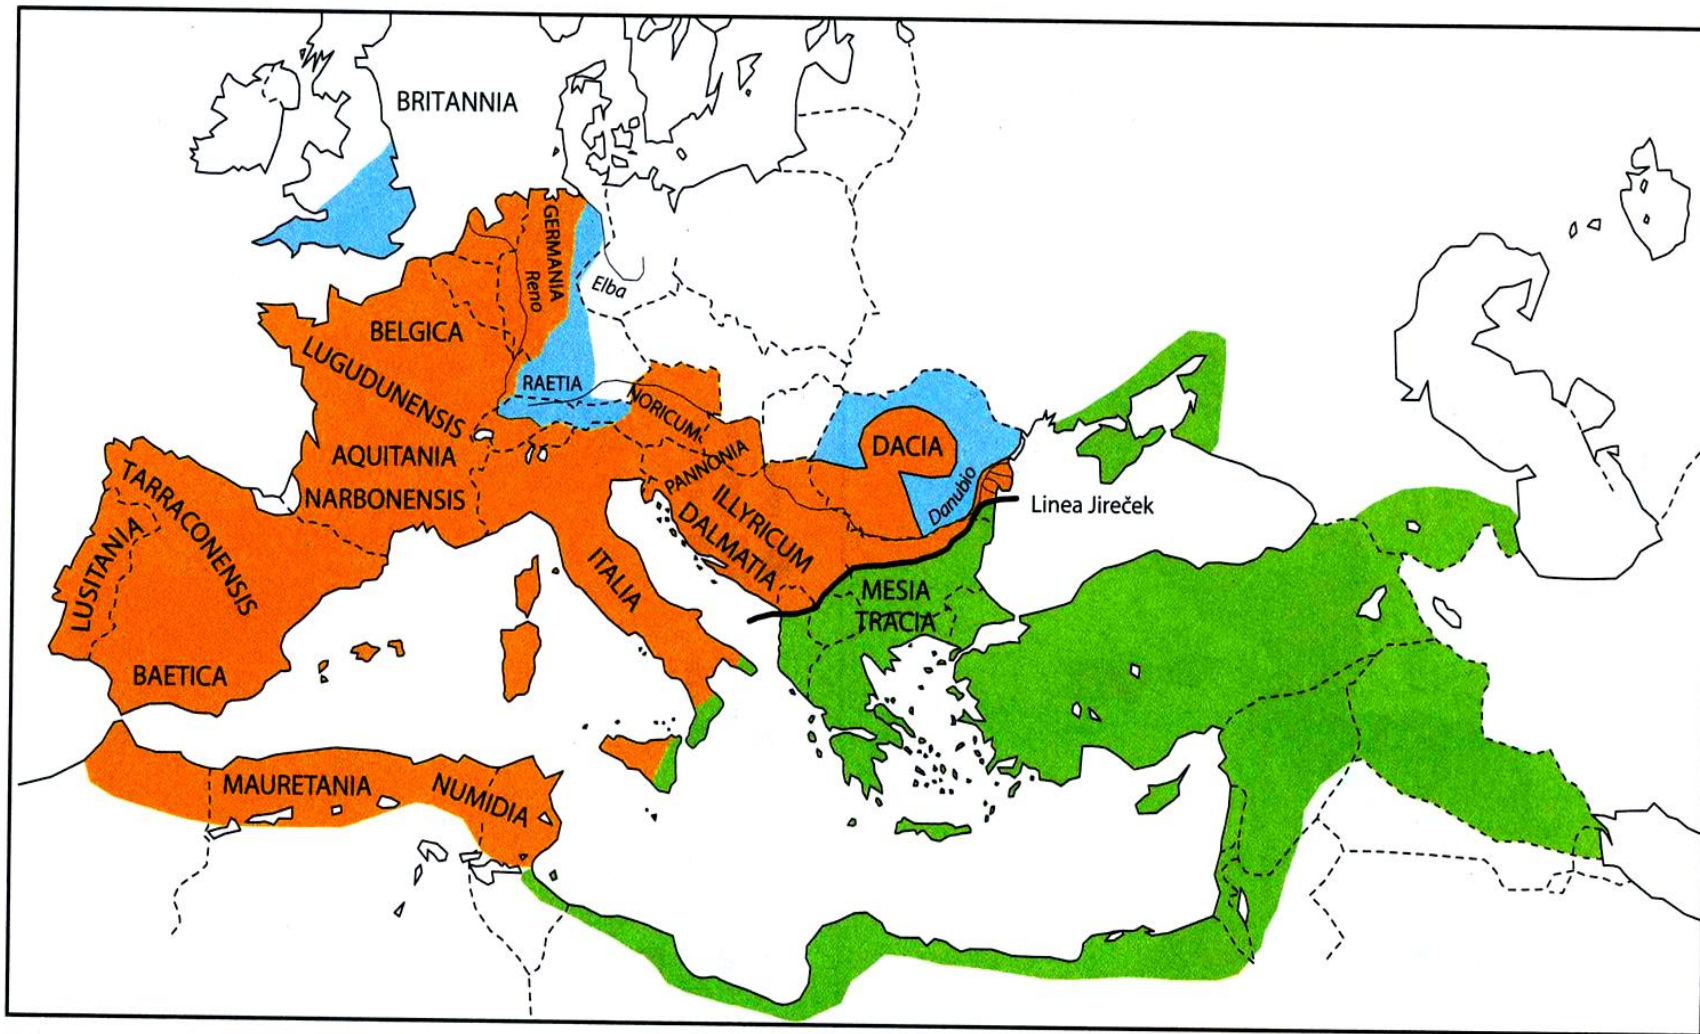 BRITANNIA
GERMANIA
Reno
Elba
BELGICA
LUGUDUNENSIS
RAETIA
NORICUM
AQUITANIA
PANNONIA
DACIA
NARBONENSIS
ILLYRICUM
Danubio
DALMATIA
Linea Jireček
TARRACONENSIS
LUSITANIA
ITALIA
MESIA
TRACIA
BAETICA
MAURETANIA
NUMIDIA